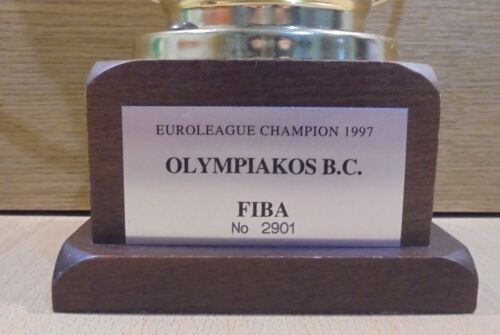 EUROLEAGUE CHAMPION 1997
OLYMPIAKOS B.C.
FIBA
No 2901